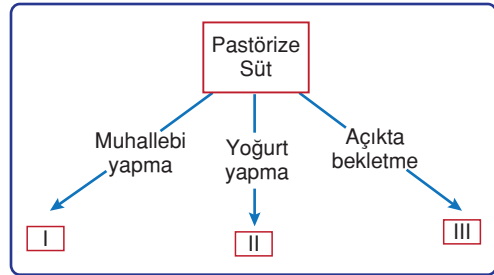 Pastörize
Süt
Muhallebi
yapma
Yoğurt
yapma
Açıkta
bekletme
I
II
III